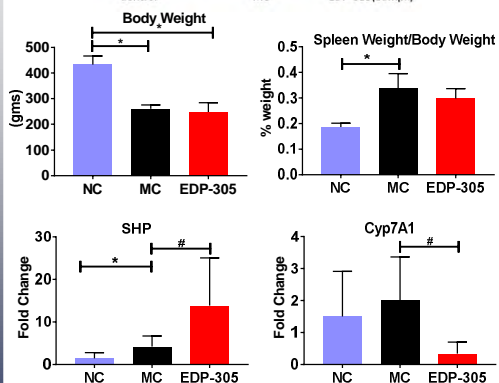 Body Weight
*
*
500
400
300
200
100
0
(gms)
NC MC EDP-305
Spleen Weight/Body Weight
*
0.5
0.4
0.3
0.2
0.1
0.0
% weight
NC MC EDP-305
SHP
#
*
30
20
10
0
Fold Change
NC MC EDP-305
Cyp7A1
#
4
3
2
1
0
Fold Change
NC MC EDP-305